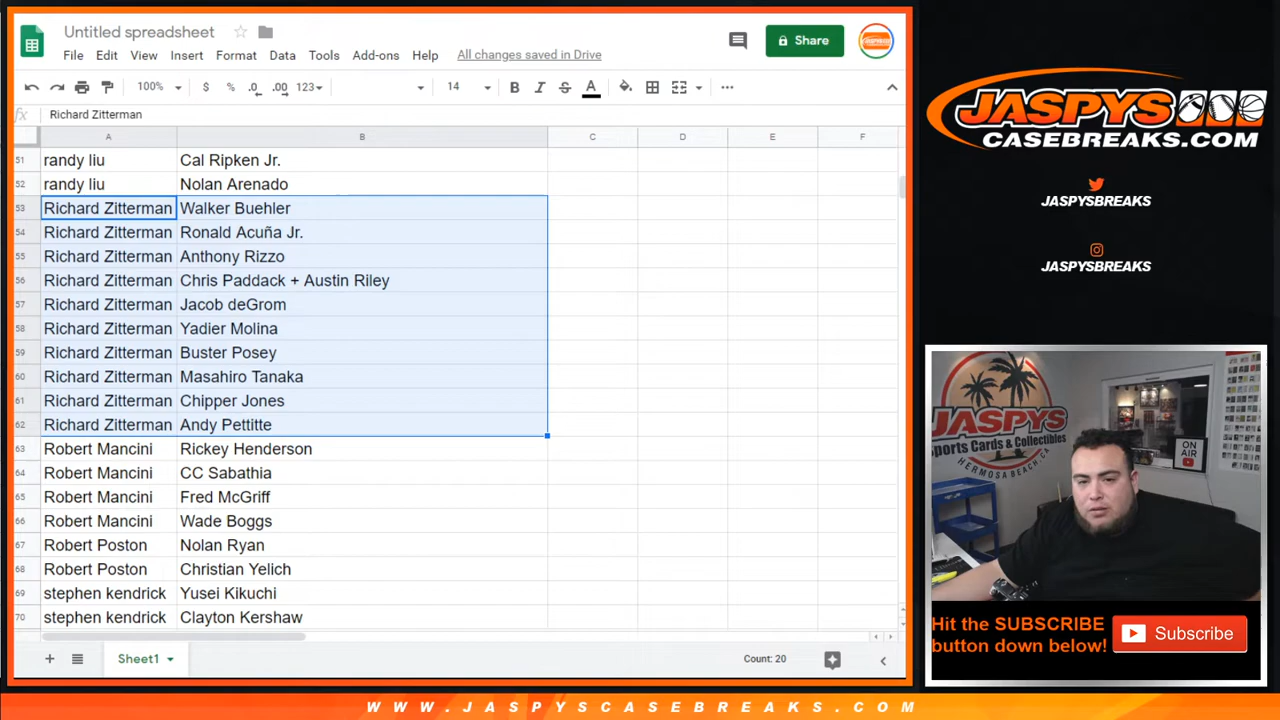 Untitled spreadsheet
File Edit View Insert Format Data Tools Add-ons Help All changes saved in Drive
Share
100% $ % .0 .00 123 14 B I S A
fx Richard Zitterman
A B C D E F
51 randy liu Cal Ripken Jr.
52 randy liu Nolan Arenado
53 Richard Zitterman Walker Buehler
54 Richard Zitterman Ronald Acuña Jr.
55 Richard Zitterman Anthony Rizzo
56 Richard Zitterman Chris Paddack + Austin Riley
57 Richard Zitterman Jacob deGrom
58 Richard Zitterman Yadier Molina
59 Richard Zitterman Buster Posey
60 Richard Zitterman Masahiro Tanaka
61 Richard Zitterman Chipper Jones
62 Richard Zitterman Andy Pettitte
63 Robert Mancini Rickey Henderson
64 Robert Mancini CC Sabathia
65 Robert Mancini Fred McGriff
66 Robert Mancini Wade Boggs
67 Robert Poston Nolan Ryan
68 Robert Poston Christian Yelich
69 stephen kendrick Yusei Kikuchi
70 stephen kendrick Clayton Kershaw
Sheet1
Count: 20
JASPYS
CASEBREAKS.COM
JASPYSBREAKS
JASPYSBREAKS
JASPYS
Sports Cards & Collectibles
HERMOSA BEACH, CA
ON AIR
Hit the SUBSCRIBE
button down below!
Subscribe
WWW.JASPYSCASEBREAKS.COM